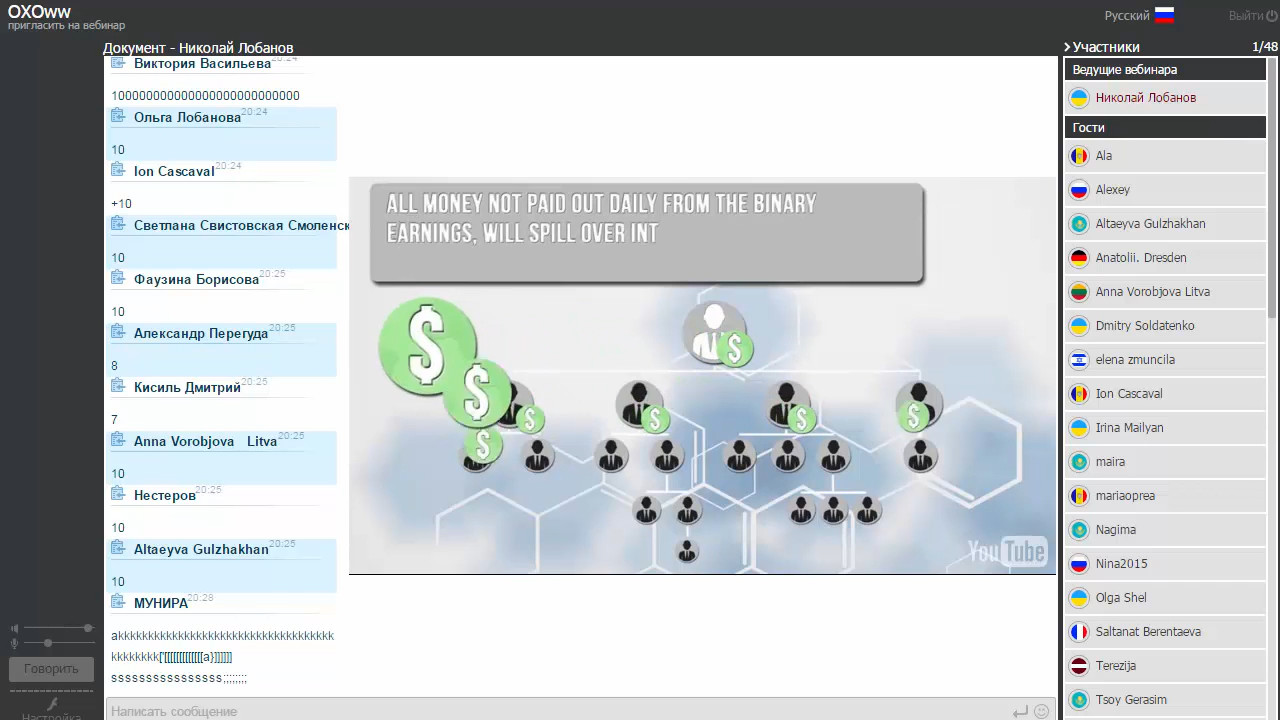 OXOww
пригласить на вебинар
Русский
Выйти
Документ - Николай Лобанов
Виктория Васильева 20:24
Ольга Лобанова 20:24
10
Ion Cascaval 20:24
+10
Светлана Свистовская Смоленск
10
Фаузина Борисова 20:25
10
Александр Перегуда 20:25
8
Кисиль Дмитрий 20:25
7
Anna Vorobjova Litva 20:25
10
Нестеров 20:25
10
Altaeyva Gulzhakhan 20:25
10
МУНИРА 20:28
Написать сообщение
Говорить
Настройка
ALL MONEY NOT PAID OUT DAILY FROM THE BINARY
EARNINGS, WILL SPILL OVER INT
YouTube
Участники 1/48
Ведущие вебинара
Николай Лобанов
Гости
Ala
Alexey
Altaeyva Gulzhakhan
Anatolii. Dresden
Anna Vorobjova Litva
Dmitry Soldatenko
elena zmuncila
Ion Cascaval
Irina Mailyan
maira
mariaoprea
Nagima
Nina2015
Olga Shel
Saltanat Berentaeva
Terezija
Tsoy Gerasim